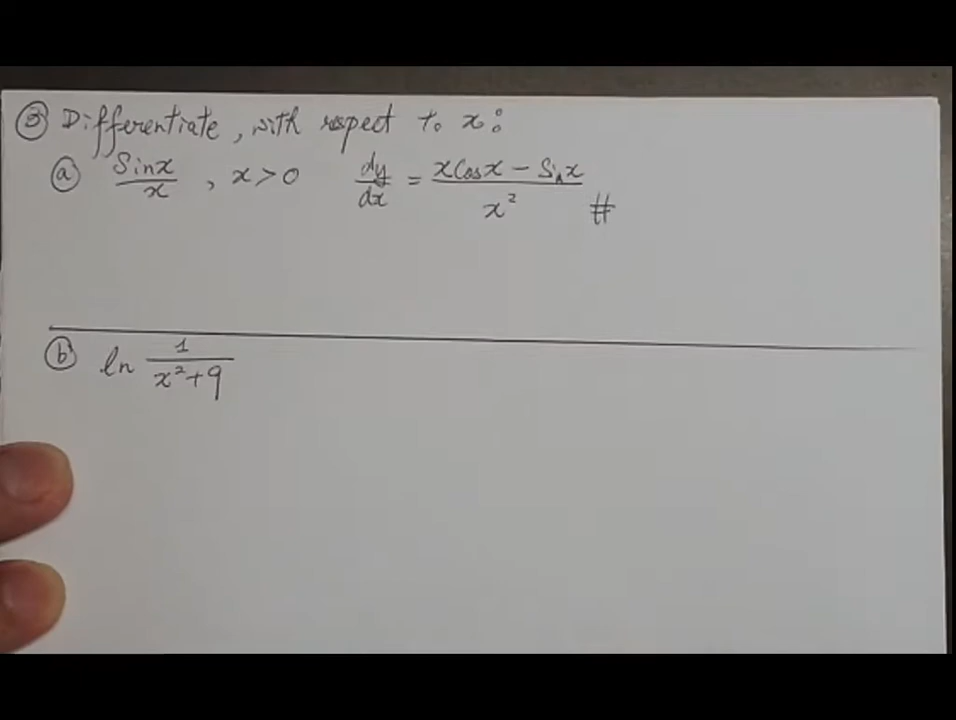 ③ Differentiate, with respect to x:
ⓐ sinx/x , x>0 dy/dx = (xcosx - sinx)/x² #
ⓑ ln 1/(x²+9)